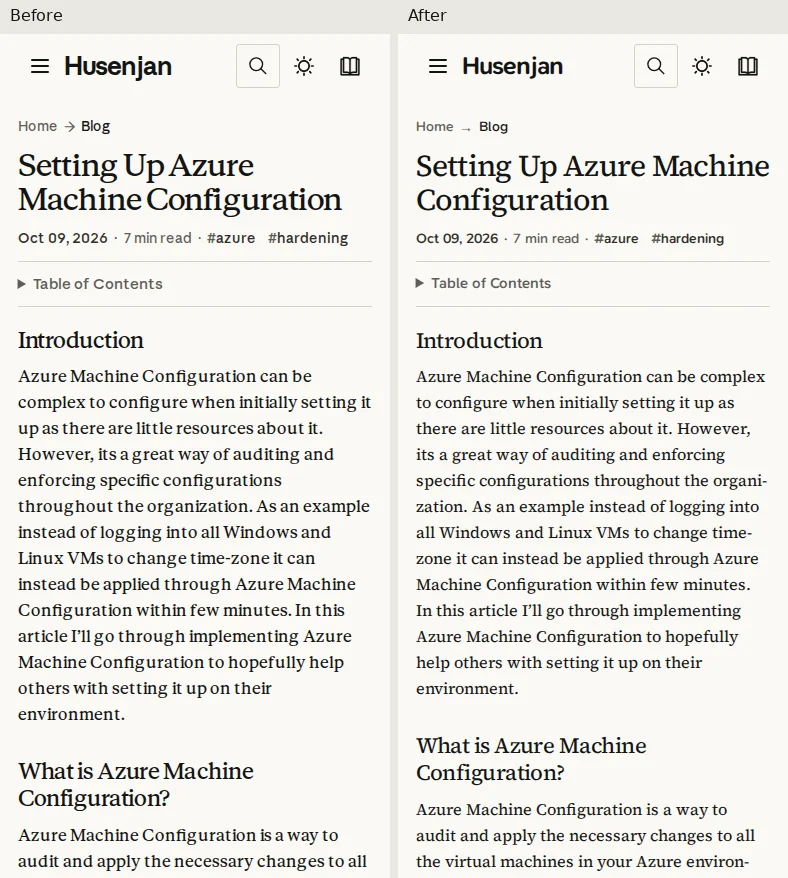 Before
Husenjan
Home → Blog
Setting Up Azure
Machine Configuration
Oct 09, 2026 · 7 min read · #azure #hardening
Table of Contents
Introduction
Azure Machine Configuration can be
complex to configure when initially setting it
up as there are little resources about it.
However, its a great way of auditing and
enforcing specific configurations
throughout the organization. As an example
instead of logging into all Windows and
Linux VMs to change time-zone it can
instead be applied through Azure Machine
Configuration within few minutes. In this
article I’ll go through implementing Azure
Machine Configuration to hopefully help
others with setting it up on their
environment.
What is Azure Machine
Configuration?
Azure Machine Configuration is a way to
audit and apply the necessary changes to all
After
Husenjan
Home → Blog
Setting Up Azure Machine
Configuration
Oct 09, 2026 · 7 min read · #azure #hardening
Table of Contents
Introduction
Azure Machine Configuration can be complex
to configure when initially setting it up as
there are little resources about it. However,
its a great way of auditing and enforcing
specific configurations throughout the organi-
zation. As an example instead of logging into
all Windows and Linux VMs to change time-
zone it can instead be applied through Azure
Machine Configuration within few minutes.
In this article I’ll go through implementing
Azure Machine Configuration to hopefully
help others with setting it up on their
environment.
What is Azure Machine
Configuration?
Azure Machine Configuration is a way to
audit and apply the necessary changes to all
the virtual machines in your Azure environ-